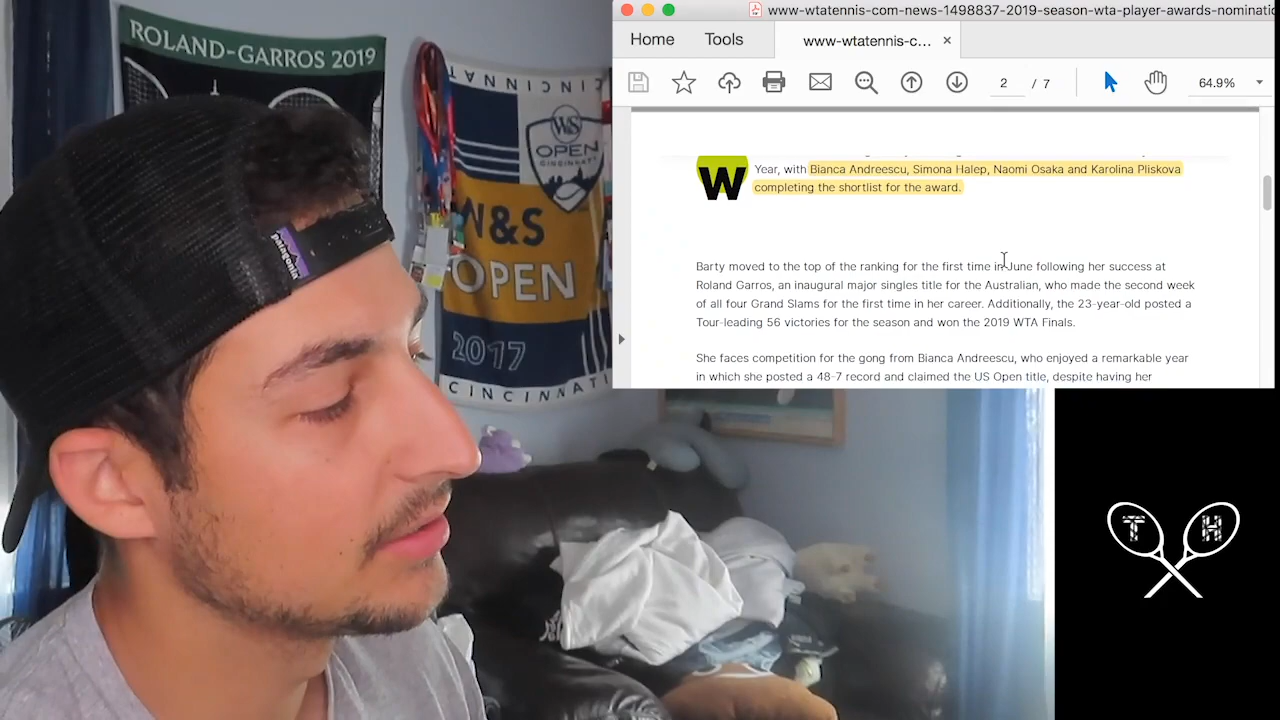 www-wtatennis-com-news-1498837-2019-season-wta-player-awards-nominatio
Home Tools www-wtatennis-c... ×
2 / 7 64.9%
Year, with Bianca Andreescu, Simona Halep, Naomi Osaka and Karolina Pliskova
completing the shortlist for the award.
W
Barty moved to the top of the ranking for the first time in June following her success at
Roland Garros, an inaugural major singles title for the Australian, who made the second week
of all four Grand Slams for the first time in her career. Additionally, the 23-year-old posted a
Tour-leading 56 victories for the season and won the 2019 WTA Finals.
She faces competition for the gong from Bianca Andreescu, who enjoyed a remarkable year
in which she posted a 48-7 record and claimed the US Open title, despite having her
ROLAND-GARROS 2019
CINCINNATI
W&S
OPEN
CINCINNATI
W&S
OPEN
2017
CINCINNATI
patagonia
T H